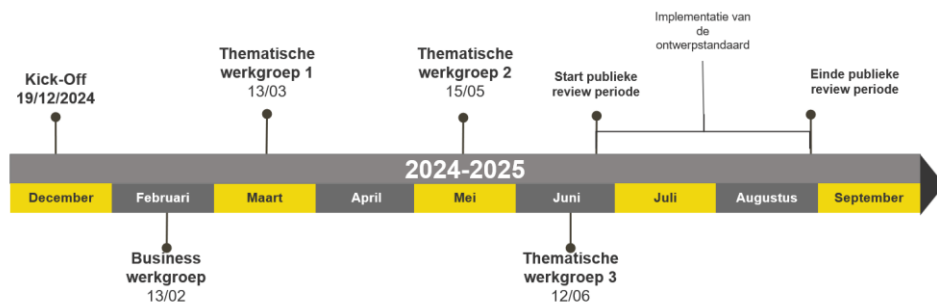 Implementatie van
de
ontwerpstandaard
Kick-Off
19/12/2024
Thematische
werkgroep 1
13/03
Thematische
werkgroep 2
15/05
Start publieke
review periode
Einde publieke
review periode
2024-2025
December
Februari
Maart
April
Mei
Juni
Juli
Augustus
September
Business
werkgroep
13/02
Thematische
werkgroep 3
12/06